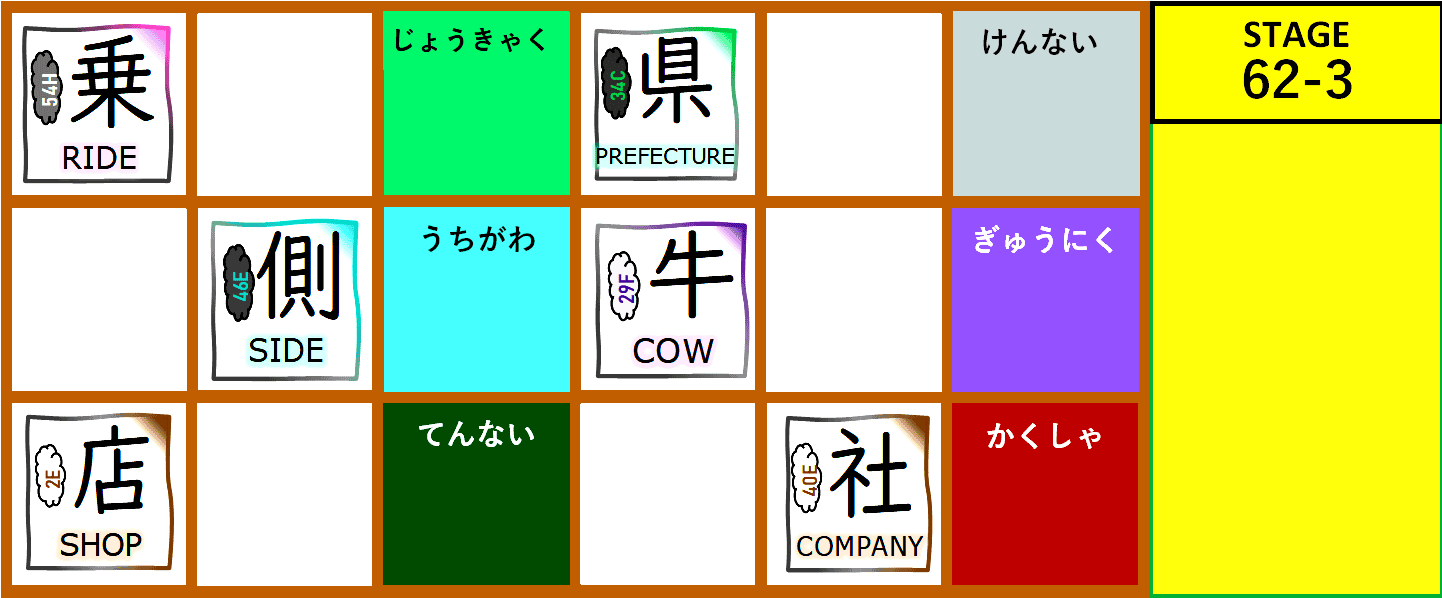 54H
乗
RIDE
じょうきゃく
34C
県
PREFECTURE
けんない
STAGE
62-3
46E
側
SIDE
うちがわ
29F
牛
COW
ぎゅうにく
2E
店
SHOP
てんない
40E
社
COMPANY
かくしゃ